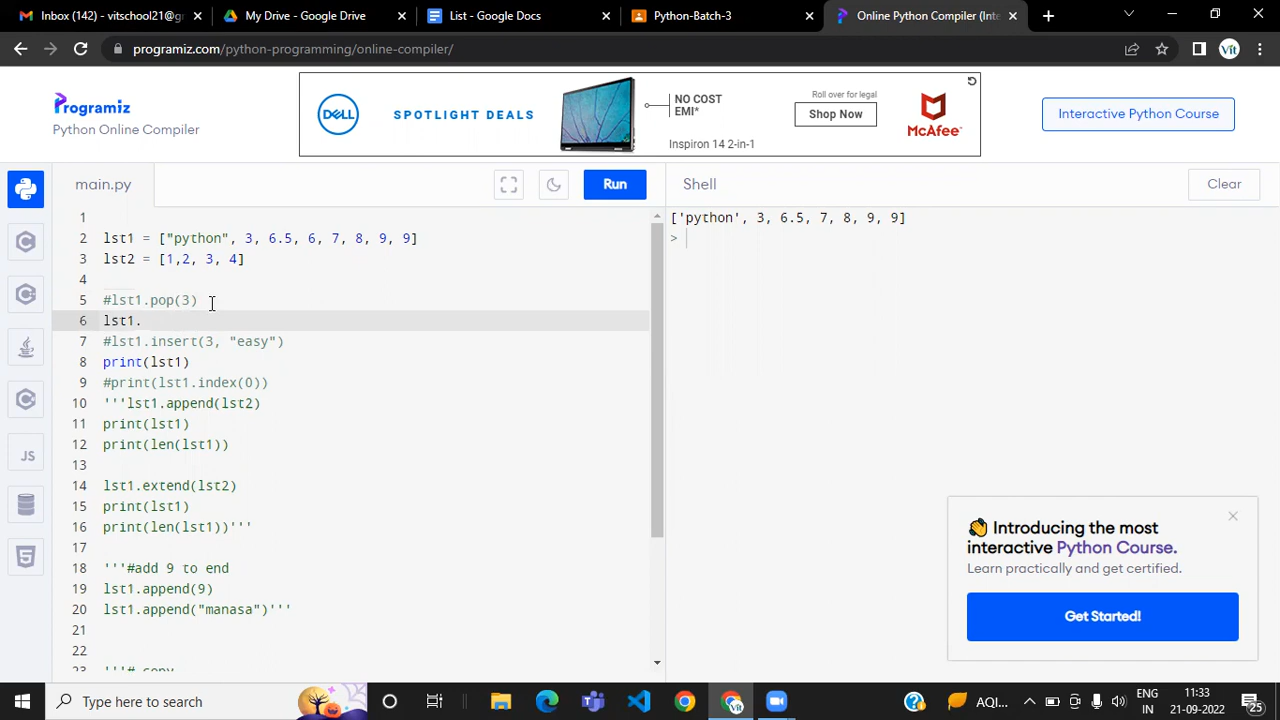 Inbox (142) - vitschool21@g
My Drive - Google Drive
List - Google Docs
Python-Batch-3
Online Python Compiler (Inte
programiz.com/python-programming/online-compiler/
Vit
Programiz
Python Online Compiler
DELL
SPOTLIGHT DEALS
NO COST
EMI*
Roll over for legal
Shop Now
Inspiron 14 2-in-1
McAfee
Interactive Python Course
main.py
Run
Shell
Clear
1
2 lst1 = ["python", 3, 6.5, 6, 7, 8, 9, 9]
3 lst2 = [1,2, 3, 4]
4
5 #lst1.pop(3)
6 lst1.
7 #lst1.insert(3, "easy")
8 print(lst1)
9 #print(lst1.index(0))
10 '''lst1.append(lst2)
11 print(lst1)
12 print(len(lst1))
13
14 lst1.extend(lst2)
15 print(lst1)
16 print(len(lst1))'''
17
18 '''#add 9 to end
19 lst1.append(9)
20 lst1.append("manasa")'''
21
22
23 '''# copy
['python', 3, 6.5, 7, 8, 9, 9]
>
JS
Introducing the most
interactive Python Course.
Learn practically and get certified.
Get Started!
Type here to search
Vit
AQI...
ENG
IN
11:33
21-09-2022
25